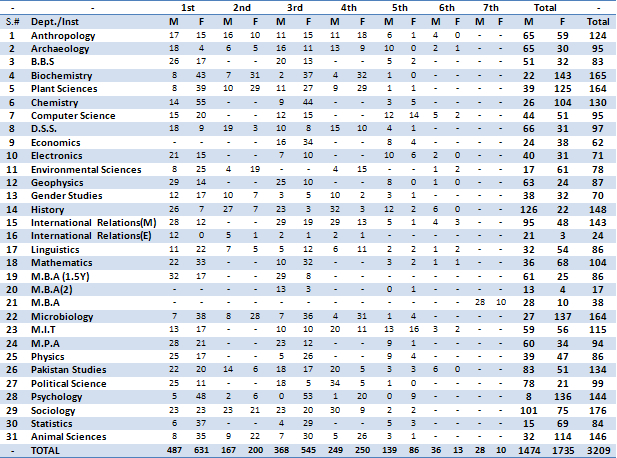 - - 1st 2nd 3rd 4th 5th 6th 7th Total -
S.# Dept./Inst M F M F M F M F M F M F M F M F Total
1 Anthropology 17 15 16 10 11 15 11 18 6 1 4 0 - - 65 59 124
2 Archaeology 18 4 6 5 16 11 13 9 10 0 2 1 - - 65 30 95
3 B.B.S 26 17 - - 20 13 - - 5 2 - - - - 51 32 83
4 Biochemistry 8 43 7 31 2 37 4 32 1 0 - - - - 22 143 165
5 Plant Sciences 8 39 10 29 11 27 9 29 1 1 - - - - 39 125 164
6 Chemistry 14 55 - - 9 44 - - 3 5 - - - - 26 104 130
7 Computer Science 15 20 - - 12 15 - - 12 14 5 2 - - 44 51 95
8 D.S.S. 18 9 19 3 10 8 15 10 4 1 - - - - 66 31 97
9 Economics - - - - 16 34 - - 8 4 - - - - 24 38 62
10 Electronics 21 15 - - 7 10 - - 10 6 2 0 - - 40 31 71
11 Environmental Sciences 8 25 4 19 - - 4 15 - - 1 2 - - 17 61 78
12 Geophysics 29 14 - - 25 10 - - 8 0 1 0 - - 63 24 87
13 Gender Studies 12 17 10 7 3 5 10 2 3 1 - - - - 38 32 70
14 History 26 7 27 7 23 3 32 3 12 2 6 0 - - 126 22 148
15 International Relations(M) 28 12 - - 29 19 29 13 5 1 4 3 - - 95 48 143
16 International Relations(E) 12 0 5 1 2 1 2 1 - - - - - - 21 3 24
17 Linguistics 11 22 7 5 5 12 6 11 2 2 1 2 - - 32 54 86
18 Mathematics 22 33 - - 10 32 - - 3 2 1 1 - - 36 68 104
19 M.B.A (1.5Y) 32 17 - - 29 8 - - - - - - - - 61 25 86
20 M.B.A(2) - - - - 13 3 - - 0 1 - - - - 13 4 17
21 M.B.A - - - - - - - - - - - - 28 10 28 10 38
22 Microbiology 7 38 8 28 7 36 4 31 1 4 - - - - 27 137 164
23 M.I.T 13 17 - - 10 10 20 11 13 16 3 2 - - 59 56 115
24 M.P.A 28 21 - - 23 12 - - 9 1 - - - - 60 34 94
25 Physics 25 17 - - 5 26 - - 9 4 - - - - 39 47 86
26 Pakistan Studies 22 20 14 6 18 17 20 5 3 3 6 0 - - 83 51 134
27 Political Science 25 11 - - 18 5 34 5 1 0 - - - - 78 21 99
28 Psychology 5 48 2 6 0 53 1 20 0 9 - - - - 8 136 144
29 Sociology 23 23 23 21 23 20 30 9 2 2 - - - - 101 75 176
30 Statistics 6 37 - - 4 29 - - 5 3 - - - - 15 69 84
31 Animal Sciences 8 35 9 22 7 30 5 26 3 1 - - - - 32 114 146
- TOTAL 487 631 167 200 368 545 249 250 139 86 36 13 28 10 1474 1735 3209